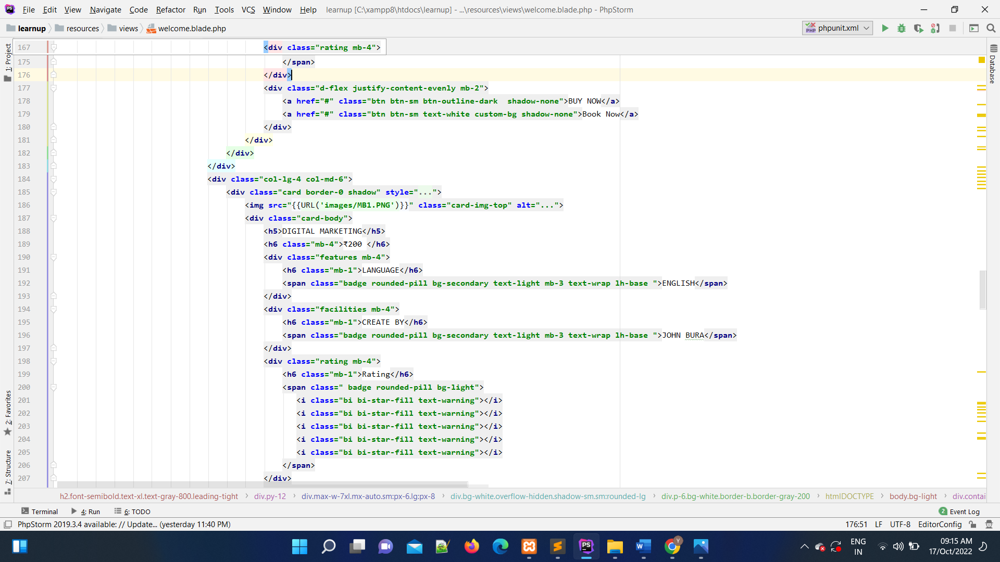 File Edit View Navigate Code Refactor Run Tools VCS Window Help learnup [C:\xampp8\htdocs\learnup] - ...\resources\views\welcome.blade.php - PhpStorm
learnup resources views welcome.blade.php phpunit.xml
1: Project
2: Favorites
7: Structure
Database
167 <div class="rating mb-4">
175 </span>
176 </div>
177 <div class="d-flex justify-content-evenly mb-2">
178 <a href="#" class="btn btn-sm btn-outline-dark  shadow-none">BUY NOW</a>
179 <a href="#" class="btn btn-sm text-white custom-bg shadow-none">Book Now</a>
180 </div>
181 </div>
182 </div>
183 </div>
184 <div class="col-lg-4 col-md-6">
185 <div class="card border-0 shadow" style="...">
186 <img src="{{URL('images/MB1.PNG')}}" class="card-img-top" alt="...">
187 <div class="card-body">
188 <h5>DIGITAL MARKETING</h5>
189 <h6 class="mb-4">₹200 </h6>
190 <div class="features mb-4">
191 <h6 class="mb-1">LANGUAGE</h6>
192 <span class="badge rounded-pill bg-secondary text-light mb-3 text-wrap lh-base ">ENGLISH</span>
193 </div>
194 <div class="facilities mb-4">
195 <h6 class="mb-1">CREATE BY</h6>
196 <span class="badge rounded-pill bg-secondary text-light mb-3 text-wrap lh-base ">JOHN BURA</span>
197 </div>
198 <div class="rating mb-4">
199 <h6 class="mb-1">Rating</h6>
200 <span class=" badge rounded-pill bg-light">
201 <i class="bi bi-star-fill text-warning"></i>
202 <i class="bi bi-star-fill text-warning"></i>
203 <i class="bi bi-star-fill text-warning"></i>
204 <i class="bi bi-star-fill text-warning"></i>
205 <i class="bi bi-star-fill text-warning"></i>
206 </span>
207 </div>
h2.font-semibold.text-xl.text-gray-800.leading-tight div.py-12 div.max-w-7xl.mx-auto.sm:px-6.lg:px-8 div.bg-white.overflow-hidden.shadow-sm.sm:rounded-lg div.p-6.bg-white.border-b.border-gray-200 htmlDOCTYPE body.bg-light div.contai
Terminal 4: Run 6: TODO 2 Event Log
PhpStorm 2019.3.4 available: // Update... (yesterday 11:40 PM) 176:51 LF UTF-8 EditorConfig
ENG 09:15 AM
IN 17/Oct/2022